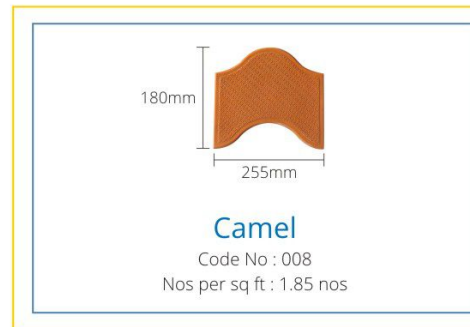 180mm
255mm
Camel
Code No : 008
Nos per sq ft : 1.85 nos